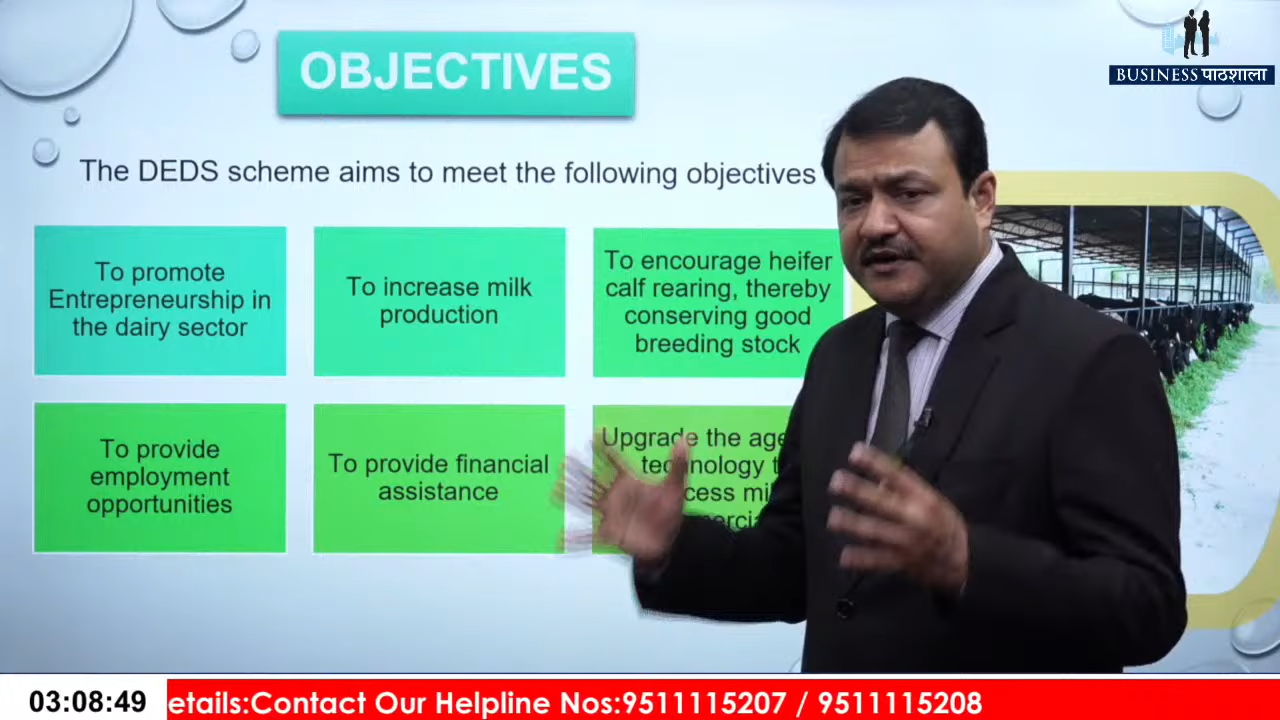 BUSINESS पाठशाला
OBJECTIVES
The DEDS scheme aims to meet the following objectives
To promote
Entrepreneurship in
the dairy sector
To increase milk
production
To encourage heifer
calf rearing, thereby
conserving good
breeding stock
To provide
employment
opportunities
To provide financial
assistance
Upgrade the
technology
03:08:49
etails:Contact Our Helpline Nos:9511115207 / 9511115208